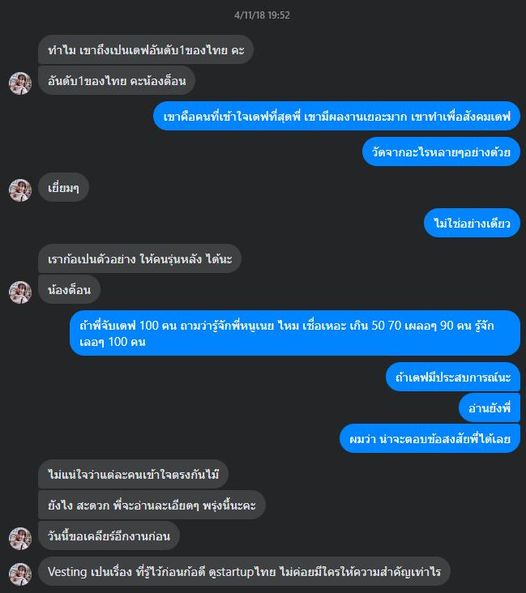 4/11/18 19:52
ทำไม เขาถึงเปนเดฟอันดับ1ของไทย คะ
อันดับ1ของไทย คะน้องต็อน
เขาคือคนที่เข้าใจเดฟที่สุดพี่ เขามีผลงานเยอะมาก เขาทำเพื่อสังคมเดฟ
วัดจากอะไรหลายๆอย่างด้วย
เยี่ยมๆ
ไม่ใช่อย่างเดียว
เราก้อเปนตัวอย่าง ให้คนรุ่นหลัง ได้นะ
น้องต็อน
ถ้าพี่จับเดฟ 100 คน ถามว่ารู้จักพี่หนูเนย ไหม เชื่อเหอะ เกิน 50 70 เผลอๆ 90 คน รู้จัก
เลอๆ 100 คน
ถ้าเดฟมีประสบการณ์นะ
อ่านยังพี่
ผมว่า น่าจะตอบข้อสงสัยพี่ได้เลย
ไม่แน่ใจว่าแต่ละคนเข้าใจตรงกันไม๊
ยังไง สะดวก พี่จะอ่านละเอียดๆ พรุ่งนี้นะคะ
วันนี้ขอเคลียร์อีกงานก่อน
Vesting เปนเรื่อง ที่รู้ไว้ก่อนก้อดี ดูstartupไทย ไม่ค่อยมีใครให้ความสำคัญเท่าไร